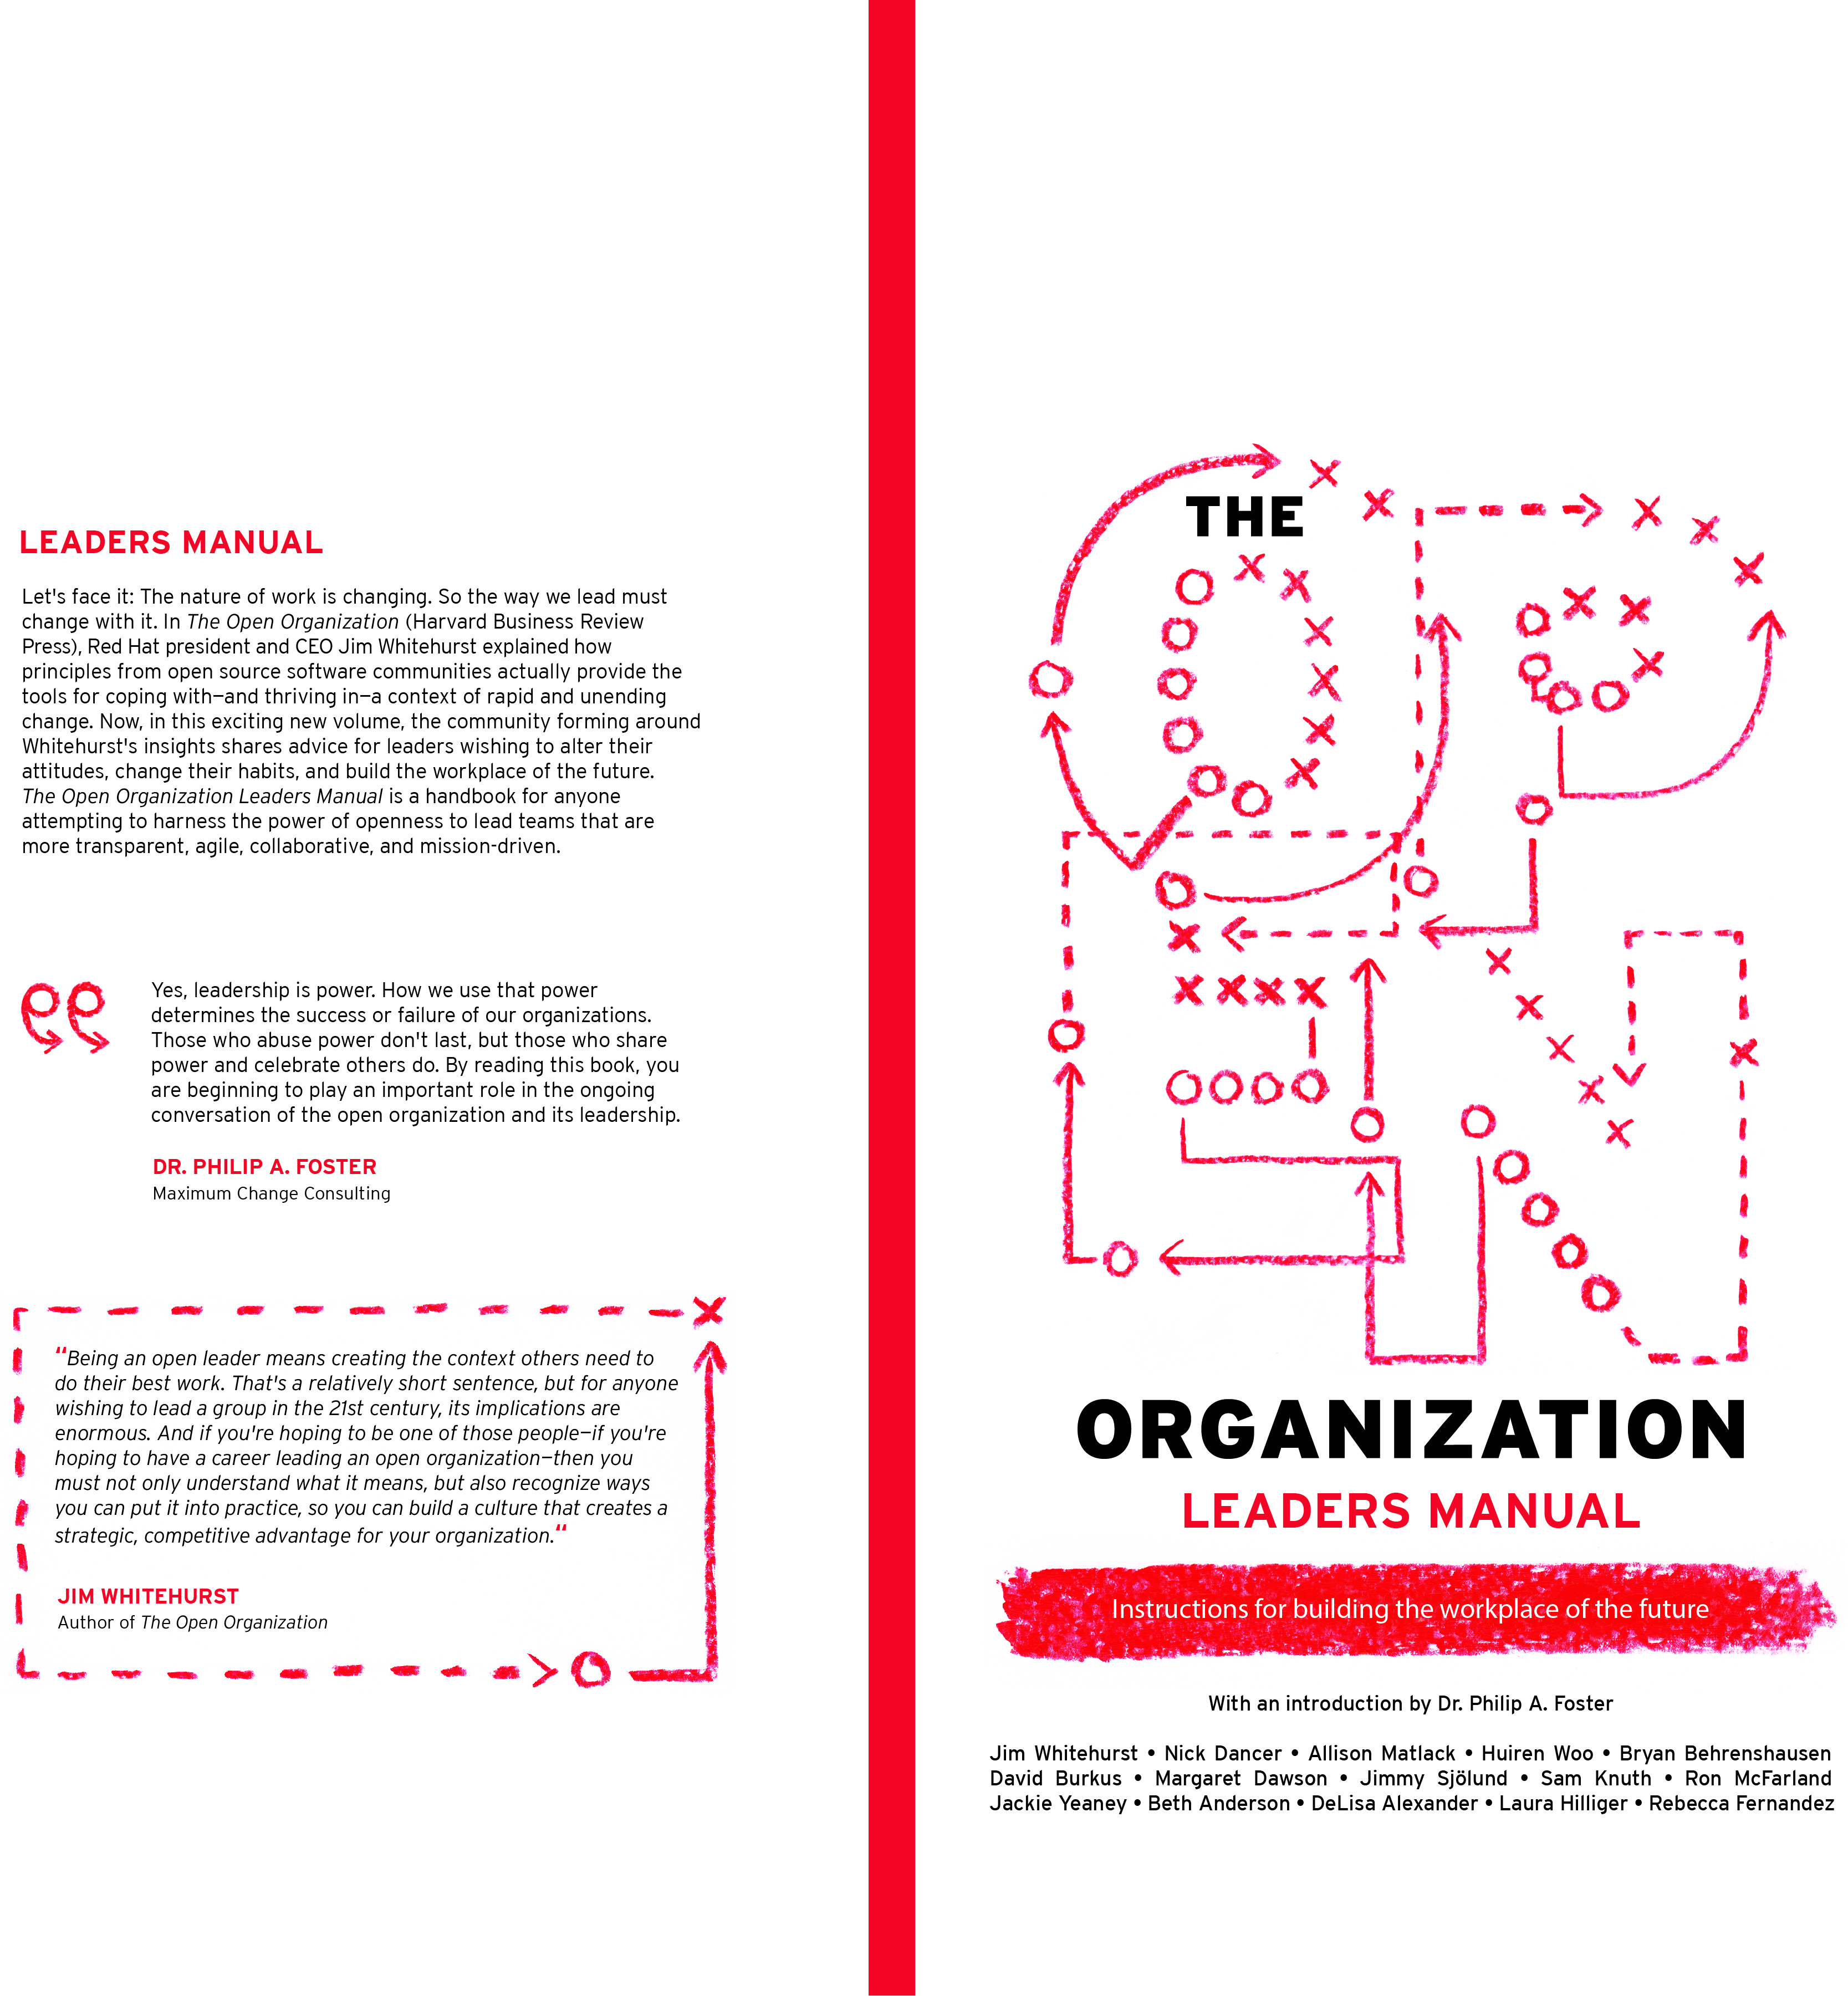 LEADERS MANUAL
Let's face it: The nature of work is changing. So the way we lead must
change with it. In The Open Organization (Harvard Business Review
Press), Red Hat president and CEO Jim Whitehurst explained how
principles from open source software communities actually provide the
tools for coping with—and thriving in—a context of rapid and unending
change. Now, in this exciting new volume, the community forming around
Whitehurst's insights shares advice for leaders wishing to alter their
attitudes, change their habits, and build the workplace of the future.
The Open Organization Leaders Manual is a handbook for anyone
attempting to harness the power of openness to lead teams that are
more transparent, agile, collaborative, and mission-driven.
Yes, leadership is power. How we use that power
determines the success or failure of our organizations.
Those who abuse power don't last, but those who share
power and celebrate others do. By reading this book, you
are beginning to play an important role in the ongoing
conversation of the open organization and its leadership.
DR. PHILIP A. FOSTER
Maximum Change Consulting
“Being an open leader means creating the context others need to
do their best work. That's a relatively short sentence, but for anyone
wishing to lead a group in the 21st century, its implications are
enormous. And if you're hoping to be one of those people—if you're
hoping to have a career leading an open organization—then you
must not only understand what it means, but also recognize ways
you can put it into practice, so you can build a culture that creates a
strategic, competitive advantage for your organization.“
JIM WHITEHURST
Author of The Open Organization
THE
OPEN
ORGANIZATION
LEADERS MANUAL
Instructions for building the workplace of the future
With an introduction by Dr. Philip A. Foster
Jim Whitehurst • Nick Dancer • Allison Matlack • Huiren Woo • Bryan Behrenshausen
David Burkus • Margaret Dawson • Jimmy Sjölund • Sam Knuth • Ron McFarland
Jackie Yeaney • Beth Anderson • DeLisa Alexander • Laura Hilliger • Rebecca Fernandez